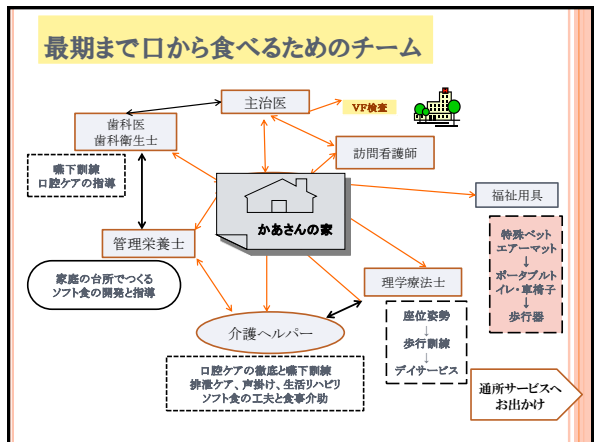 最期まで口から食べるためのチーム
主治医
VF検査
歯科医
歯科衛生士
訪問看護師
嚥下訓練
口腔ケアの指導
福祉用具
かあさんの家
管理栄養士
特殊ベット
エアーマット
↓
ポータブルト
イレ・車椅子
↓
歩行器
家庭の台所でつくる
ソフト食の開発と指導
理学療法士
座位姿勢
↓
歩行訓練
↓
デイサービス
介護ヘルパー
口腔ケアの徹底と嚥下訓練
排泄ケア、声掛け、生活リハビリ
ソフト食の工夫と食事介助
通所サービスへ
お出かけ